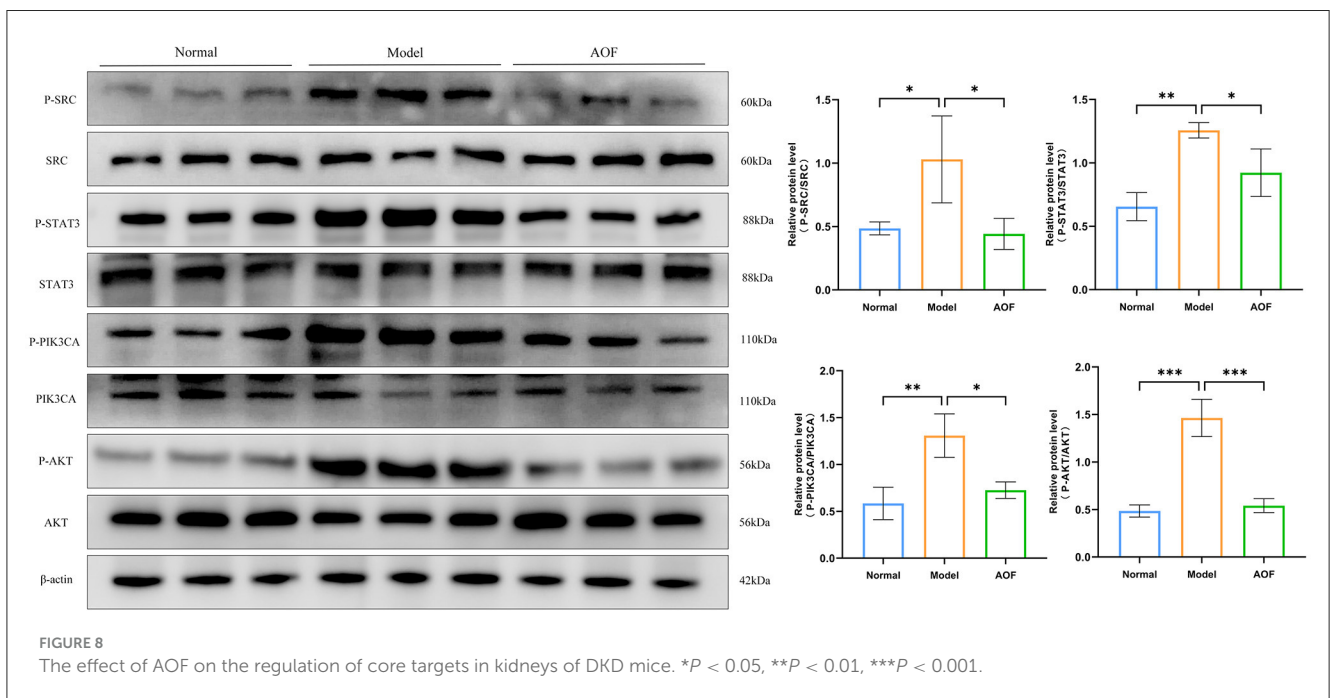 Normal Model AOF
P-SRC 60kDa
SRC 60kDa
P-STAT3 88kDa
STAT3 88kDa
P-PIK3CA 110kDa
PIK3CA 110kDa
P-AKT 56kDa
AKT 56kDa
β-actin 42kDa
Relative protein level
( P-SRC/SRC)
1.5
1.0
0.5
0.0
* *
Normal Model AOF
Relative protein level
( P-STAT3/STAT3)
1.5
1.0
0.5
0.0
** *
Normal Model AOF
Relative protein level
( P-PIK3CA/PIK3CA)
2.0
1.5
1.0
0.5
0.0
** *
Normal Model AOF
Relative protein level
( P-AKT/AKT)
2.0
1.5
1.0
0.5
0.0
*** ***
Normal Model AOF
FIGURE 8
The effect of AOF on the regulation of core targets in kidneys of DKD mice. *P < 0.05, **P < 0.01, ***P < 0.001.